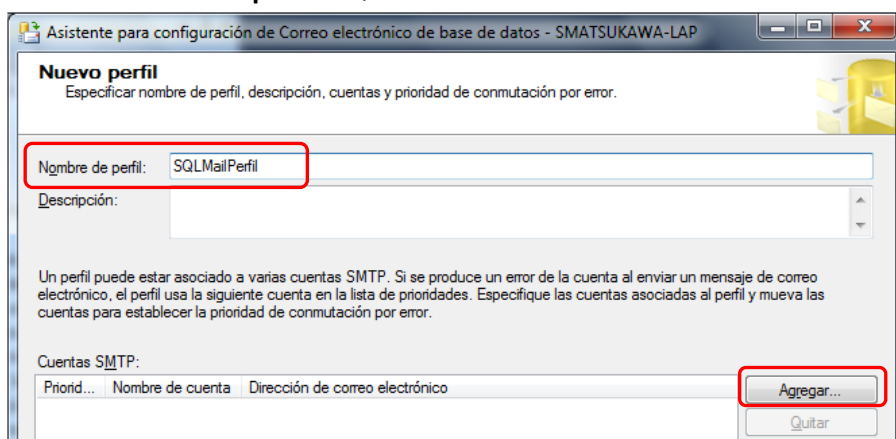 Asistente para configuración de Correo electrónico de base de datos - SMATSUKAWA-LAP
Nuevo perfil
Especificar nombre de perfil, descripción, cuentas y prioridad de conmutación por error.
Nombre de perfil: SQLMailPerfil
Descripción:
Un perfil puede estar asociado a varias cuentas SMTP. Si se produce un error de la cuenta al enviar un mensaje de correo
electrónico, el perfil usa la siguiente cuenta en la lista de prioridades. Especifique las cuentas asociadas al perfil y mueva las
cuentas para establecer la prioridad de conmutación por error.
Cuentas SMTP:
Priorid... Nombre de cuenta Dirección de correo electrónico
Agregar...
Quitar